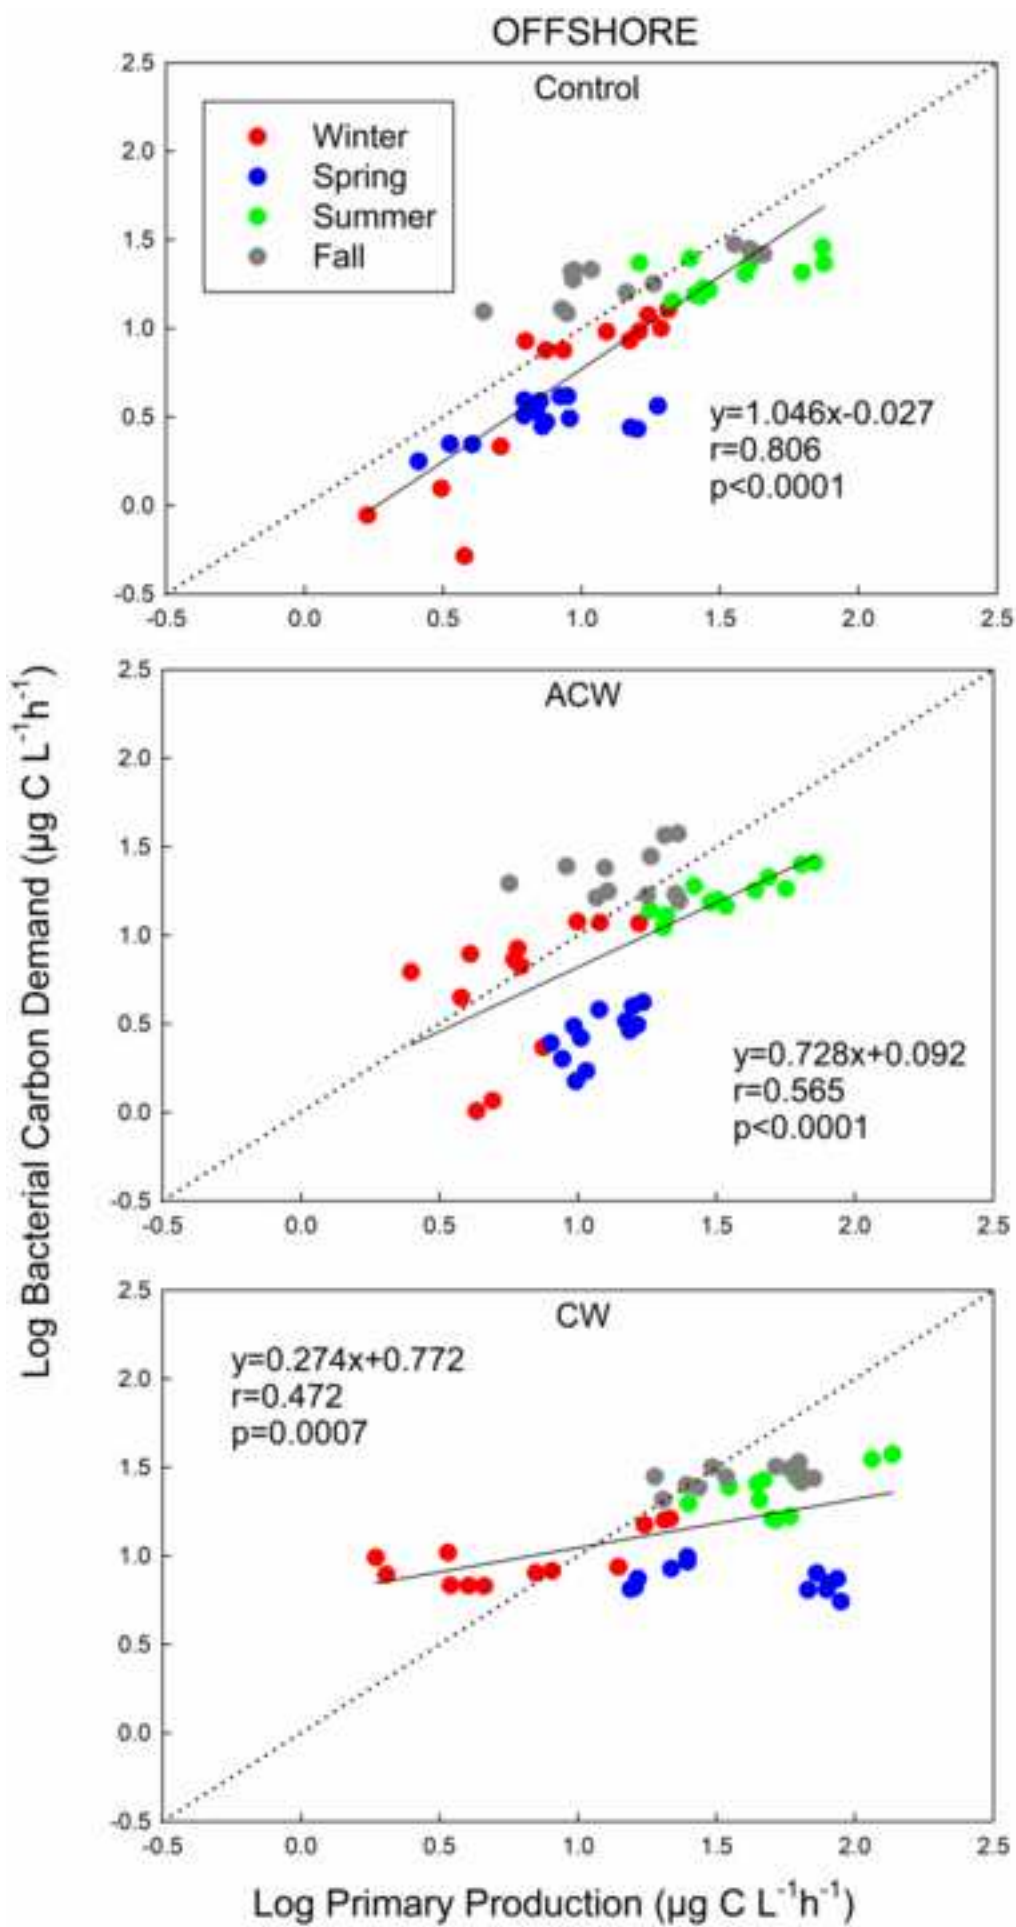 OFFSHORE
Control
Winter
Spring
Summer
Fall
2.5
2.0
1.5
1.0
0.5
0.0
-0.5
y=1.046x-0.027
r=0.806
p<0.0001
-0.5 0.0 0.5 1.0 1.5 2.0 2.5
Log Bacterial Carbon Demand (µg C L⁻¹h⁻¹)
ACW
2.5
2.0
1.5
1.0
0.5
0.0
-0.5
y=0.728x+0.092
r=0.565
p<0.0001
-0.5 0.0 0.5 1.0 1.5 2.0 2.5
CW
y=0.274x+0.772
r=0.472
p=0.0007
2.5
2.0
1.5
1.0
0.5
0.0
-0.5
-0.5 0.0 0.5 1.0 1.5 2.0 2.5
Log Primary Production (µg C L⁻¹h⁻¹)